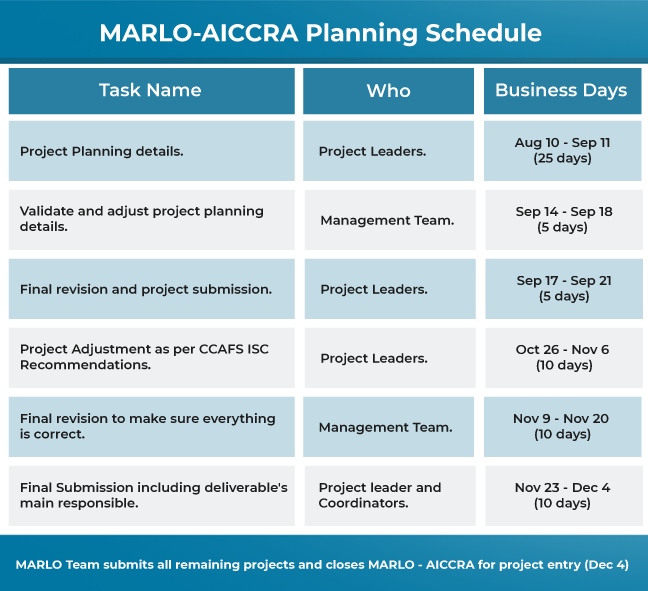 MARLO-AICCRA Planning Schedule
Task Name
Who
Business Days
Project Planning details.
Project Leaders.
Aug 10 - Sep 11
(25 days)
Validate and adjust project planning
details.
Management Team.
Sep 14 - Sep 18
(5 days)
Final revision and project submission.
Project Leaders.
Sep 17 - Sep 21
(5 days)
Project Adjustment as per CCAFS ISC
Recommendations.
Project Leaders.
Oct 26 - Nov 6
(10 days)
Final revision to make sure everything
is correct.
Management Team.
Nov 9 - Nov 20
(10 days)
Final Submission including deliverable's
main responsible.
Project leader and
Coordinators.
Nov 23 - Dec 4
(10 days)
MARLO Team submits all remaining projects and closes MARLO - AICCRA for project entry (Dec 4)